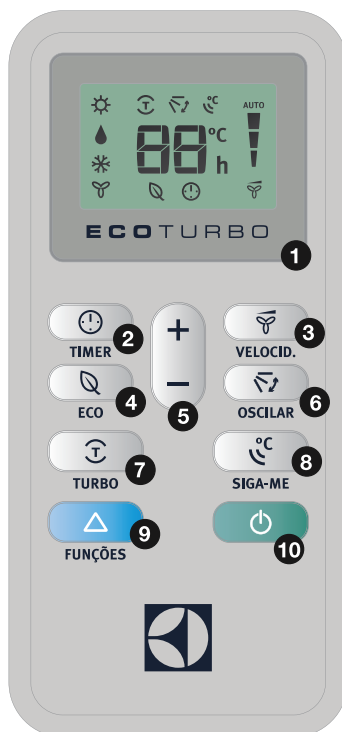 AUTO
88 °C h
ECOTURBO
1
2
TIMER
3
VELOCID.
4
ECO
5
6
OSCILAR
7
TURBO
8
SIGA-ME
9
FUNÇÕES
10